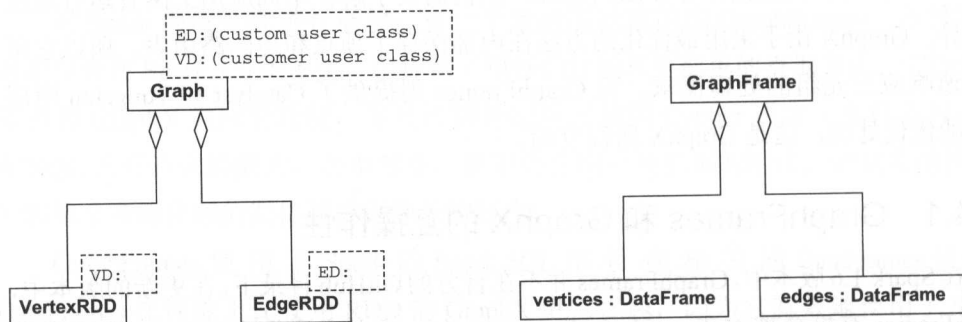 ED:(custom user class)
VD:(customer user class)
Graph
GraphFrame
VD:
ED:
VertexRDD
EdgeRDD
vertices : DataFrame
edges : DataFrame